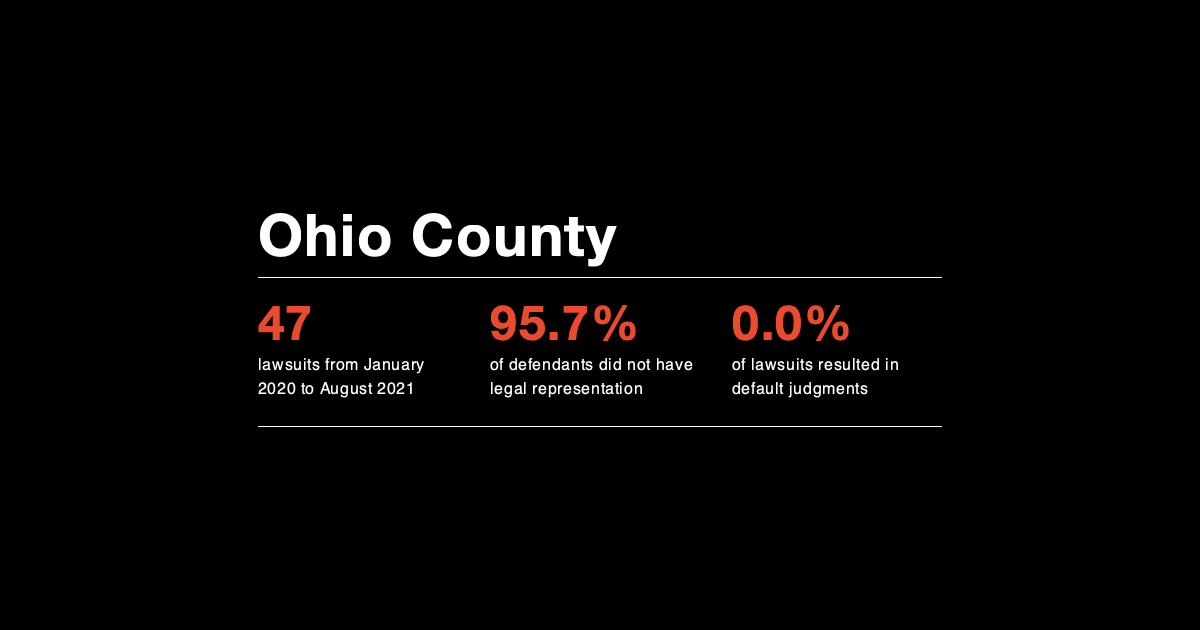 Ohio County
47
lawsuits from January
2020 to August 2021
95.7%
of defendants did not have
legal representation
0.0%
of lawsuits resulted in
default judgments